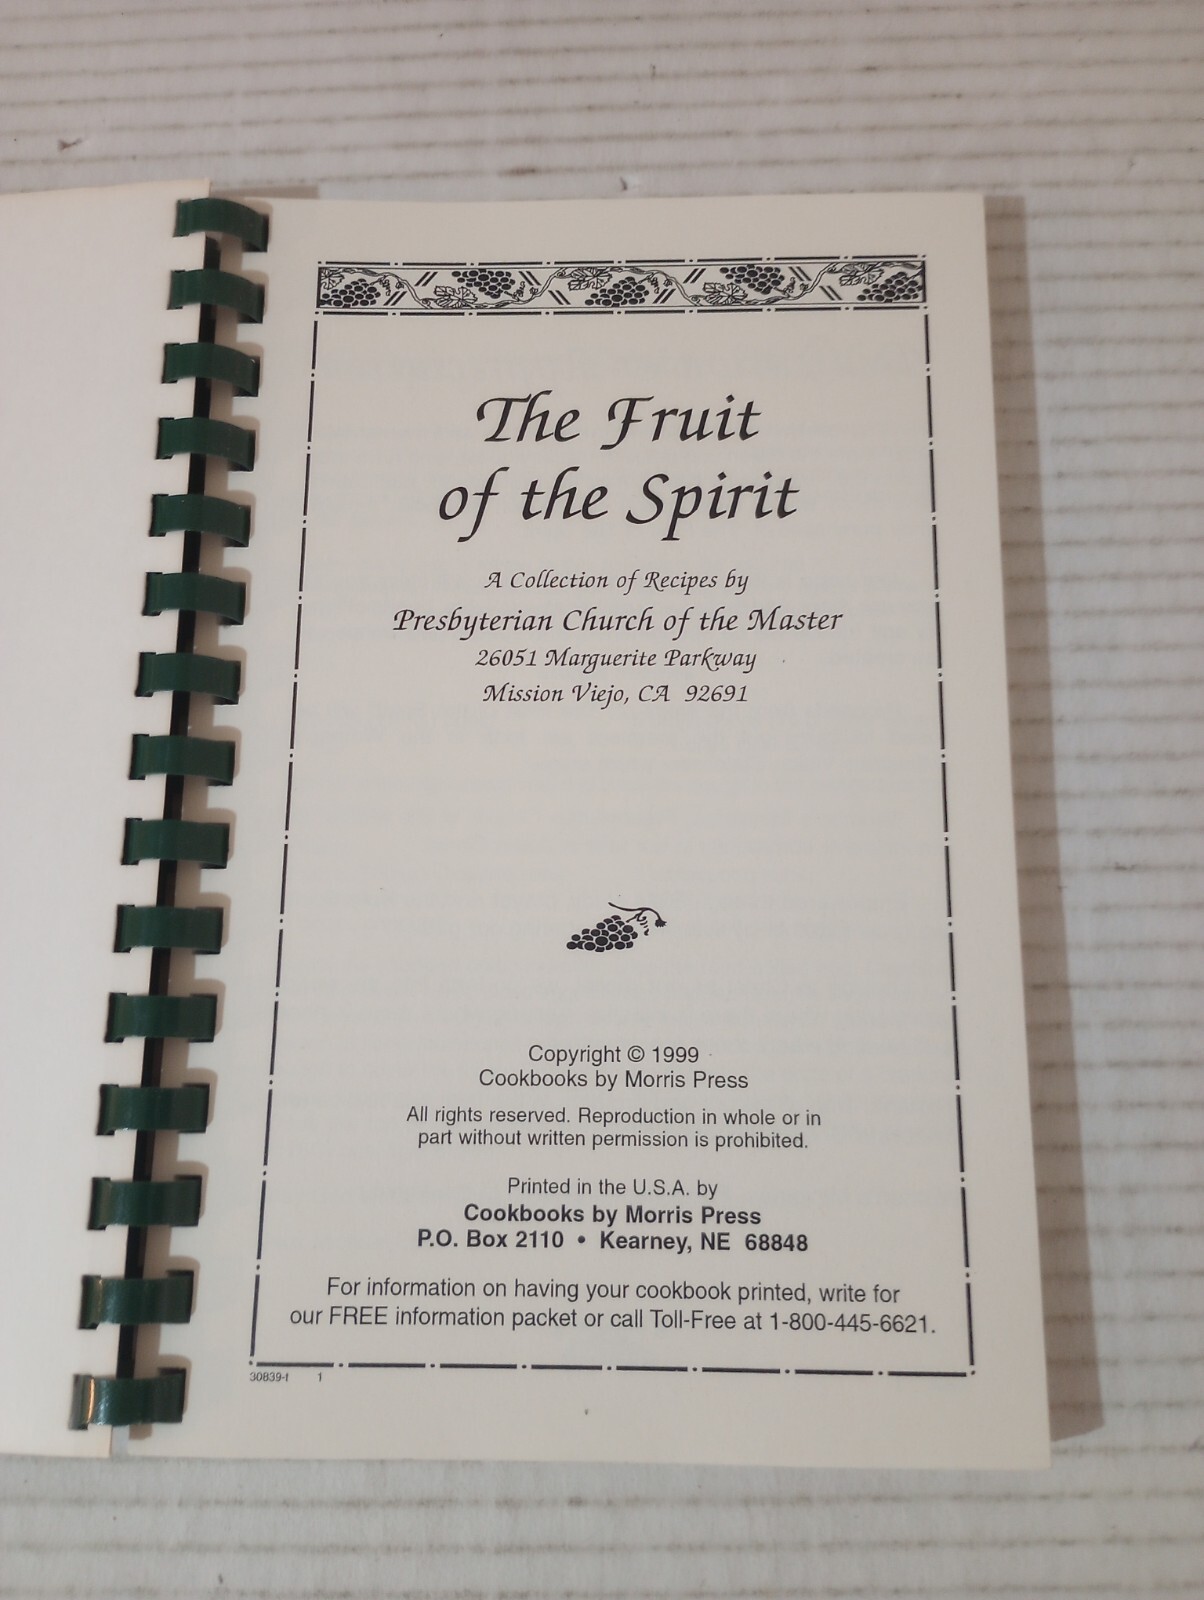 The Fruit
of the Spirit
A Collection of Recipes by
Presbyterian Church of the Master
26051 Marguerite Parkway
Mission Viejo, CA 92691
Copyright © 1999
Cookbooks by Morris Press
All rights reserved. Reproduction in whole or in
part without written permission is prohibited.
Printed in the U.S.A. by
Cookbooks by Morris Press
P.O. Box 2110 • Kearney, NE 68848
For information on having your cookbook printed, write for
our FREE information packet or call Toll-Free at 1-800-445-6621.
30839-f 1